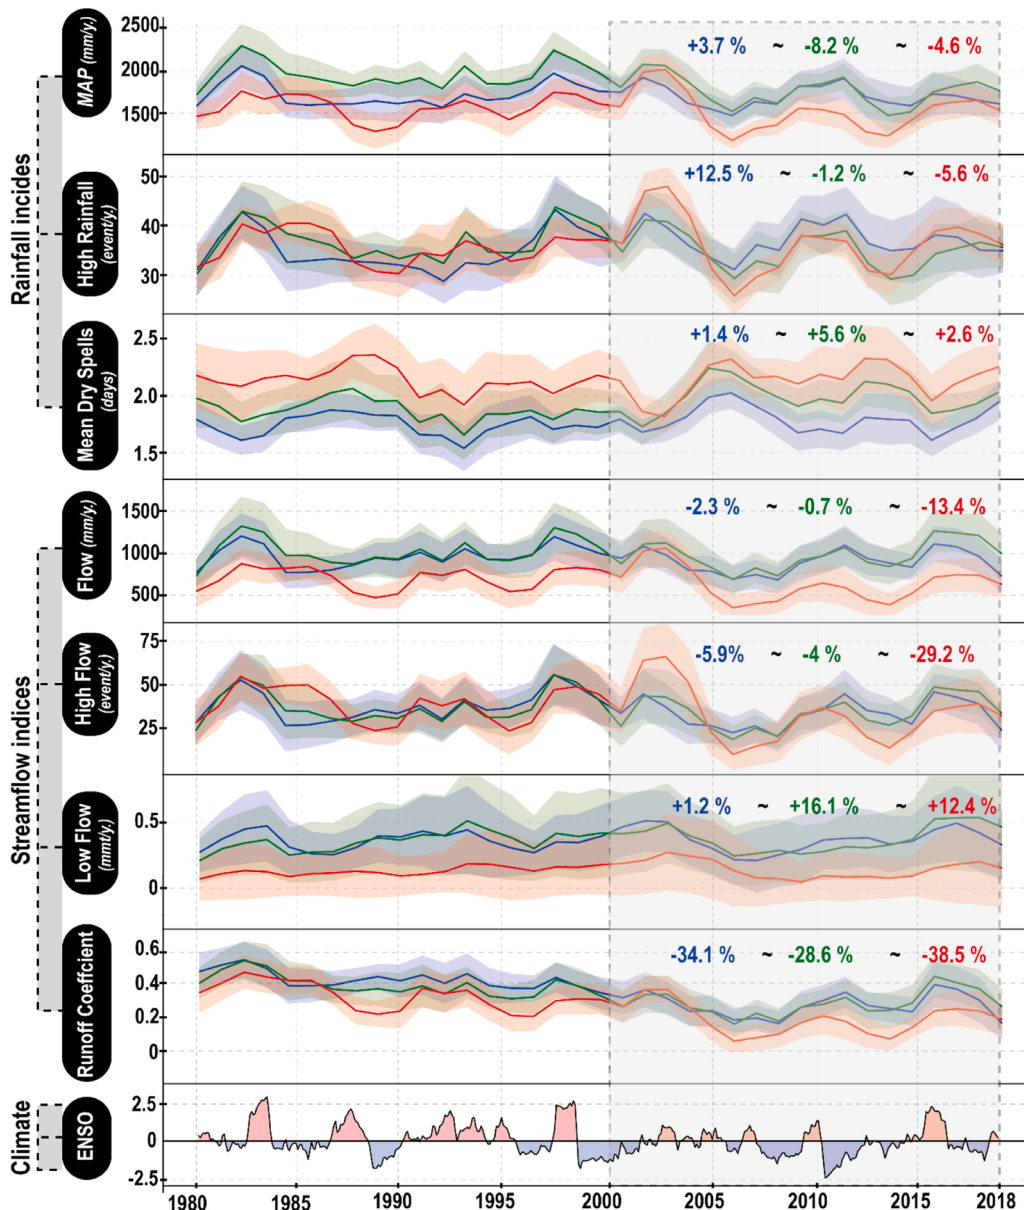 Rainfall incides
MAP (mm/y.)
2500
2000
1500
+3.7 % ~ -8.2 % ~ -4.6 %
High Rainfall
(event/y.)
50
40
30
+12.5 % ~ -1.2 % ~ -5.6 %
Mean Dry Spells
(days)
2.5
2.0
1.5
+1.4 % ~ +5.6 % ~ +2.6 %
Streamflow indices
Flow (mm/y.)
1500
1000
500
-2.3 % ~ -0.7 % ~ -13.4 %
High Flow
(event/y.)
75
50
25
-5.9% ~ -4 % ~ -29.2 %
Low Flow
(mmt/y.)
0.5
0
+1.2 % ~ +16.1 % ~ +12.4 %
Runoff Coeffcient
0.6
0.4
0.2
0
-34.1 % ~ -28.6 % ~ -38.5 %
Climate
ENSO
2.5
0
-2.5
1980 1985 1990 1995 2000 2005 2010 2015 2018